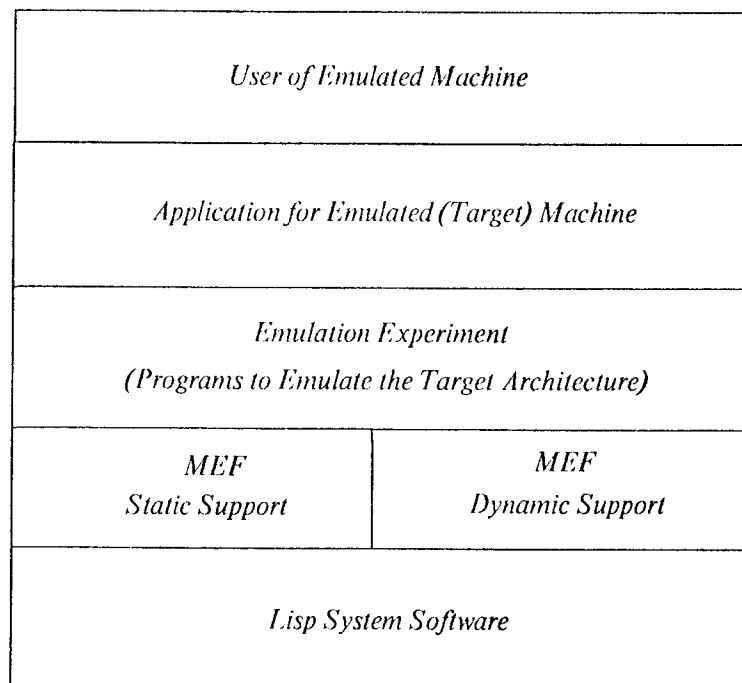 User of Emulated Machine
Application for Emulated (Target) Machine
Emulation Experiment
(Programs to Emulate the Target Architecture)
MEF
Static Support
MEF
Dynamic Support
Lisp System Software